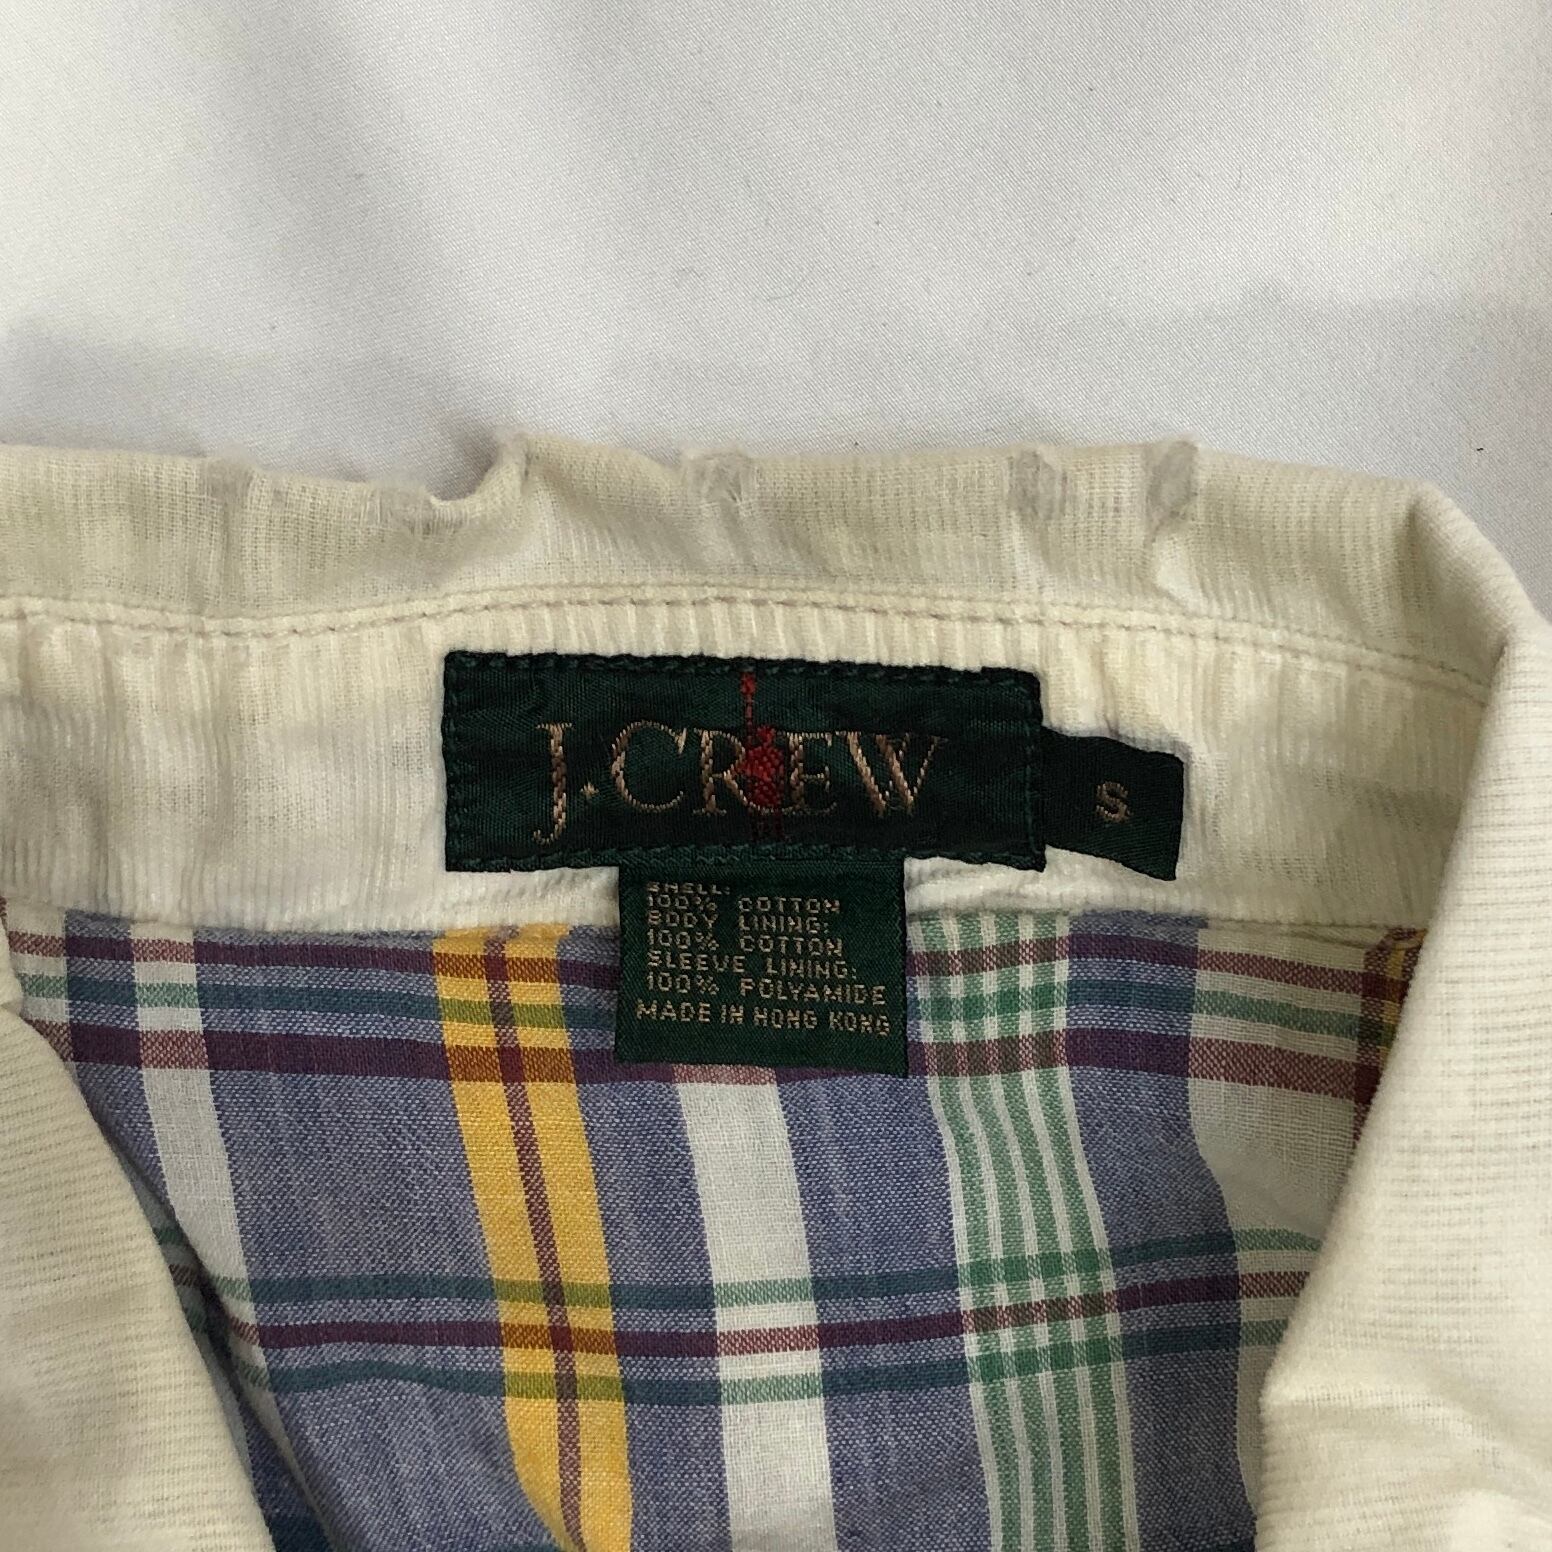 J.CREW
S
SHELL:
100% COTTON
BODY LINING:
100% COTTON
SLEEVE LINING:
100% POLYAMIDE
MADE IN HONG KONG